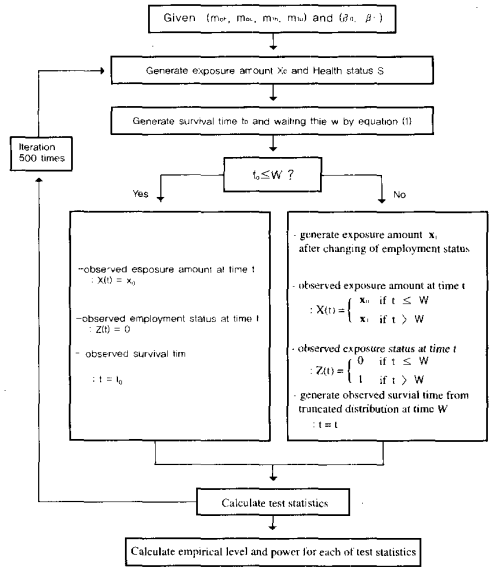 Given (m₀₊, m₀ₛ, m₁ₕ, m₁ᵤ) and (β₀, β₁)
Generate exposure amount X₀ and Health status S
Generate survival time t₀ and waiting thie w by equation (1)
Iteration
500 times
t₀≤W ?
Yes
No
-observed esposure amount at time t
: X(t) = x₀
-observed employment status at time t
: Z(t) = 0
- observed survival tim
: t = t₀
- generate exposure amount x₁
after changing of employment status
- observed exposure amount at time t
: X(t) = { x₀ if t ≤ W
x₁ if t > W
- observed exposure status at time t
: Z(t) = { 0 if t ≤ W
1 if t > W
- generate observed survial time from
truncated distribution at time W
: t = t
Calculate test statistics
Calculate empirical level and power for each of test statistics